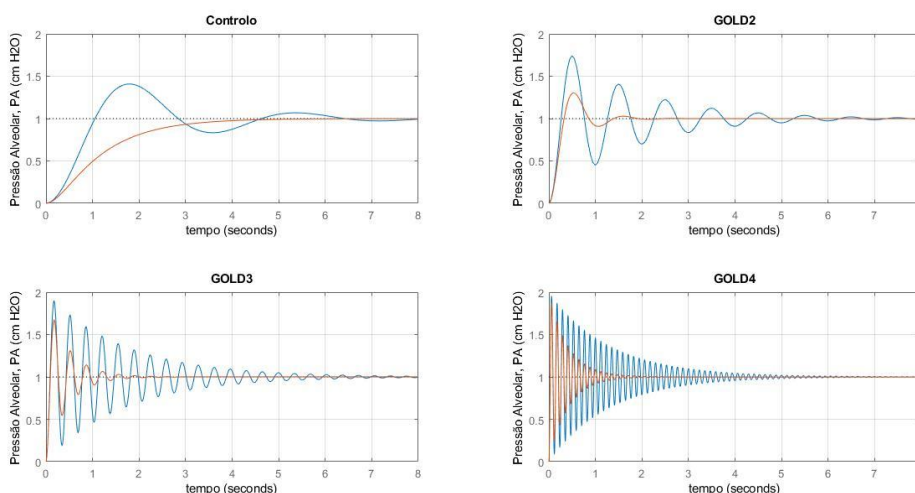 Controlo
2
1.5
1
0.5
0
Pressão Alveolar, PA (cm H2O)
0 1 2 3 4 5 6 7 8
tempo (seconds)
GOLD2
2
1.5
1
0.5
0
Pressão Alveolar, PA (cm H2O)
0 1 2 3 4 5 6 7
tempo (seconds)
GOLD3
2
1.5
1
0.5
0
Pressão Alveolar, PA (cm H2O)
0 1 2 3 4 5 6 7 8
tempo (seconds)
GOLD4
2
1.5
1
0.5
0
Pressão Alveolar, PA (cm H2O)
0 1 2 3 4 5 6 7
tempo (seconds)